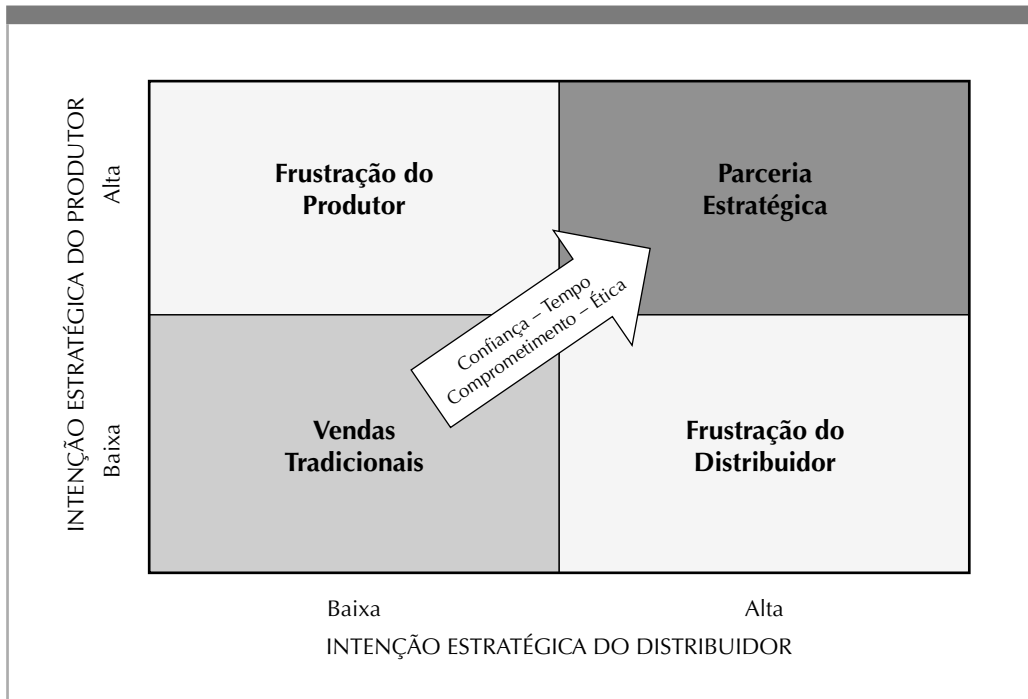 INTENÇÃO ESTRATÉGICA DO PRODUTOR
Alta
Baixa
Frustração do
Produtor
Parceria
Estratégica
Confiança – Tempo
Comprometimento – Ética
Vendas
Tradicionais
Frustração do
Distribuidor
Baixa
Alta
INTENÇÃO ESTRATÉGICA DO DISTRIBUIDOR